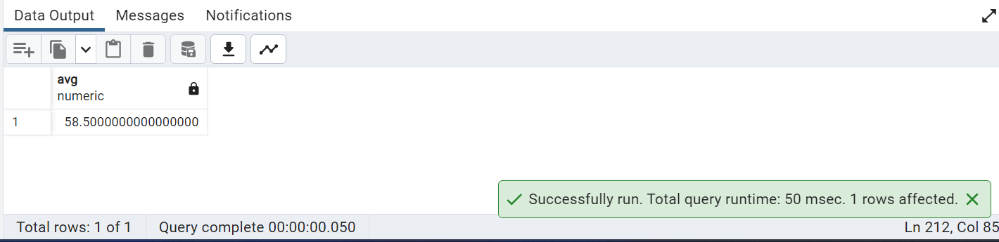 Data Output Messages Notifications
avg
numeric
1 58.5000000000000000
Successfully run. Total query runtime: 50 msec. 1 rows affected.
Total rows: 1 of 1 Query complete 00:00:00.050 Ln 212, Col 85